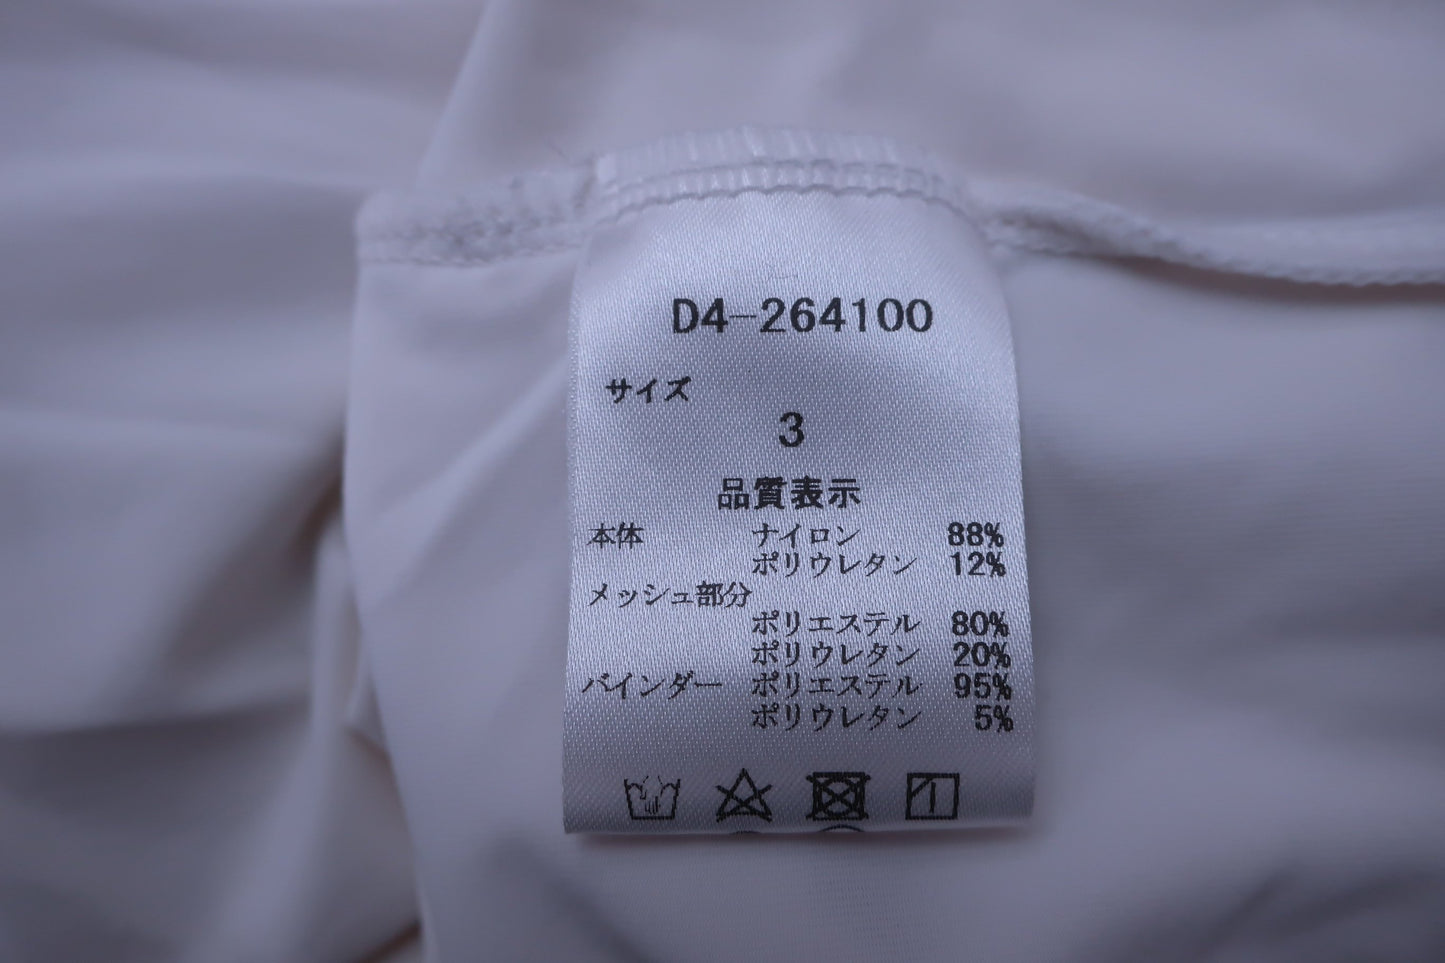 D4-264100
サイズ
3
品質表示
本体 ナイロン 88%
ポリウレタン 12%
メッシュ部分
ポリエステル 80%
ポリウレタン 20%
バインダー ポリエステル 95%
ポリウレタン 5%